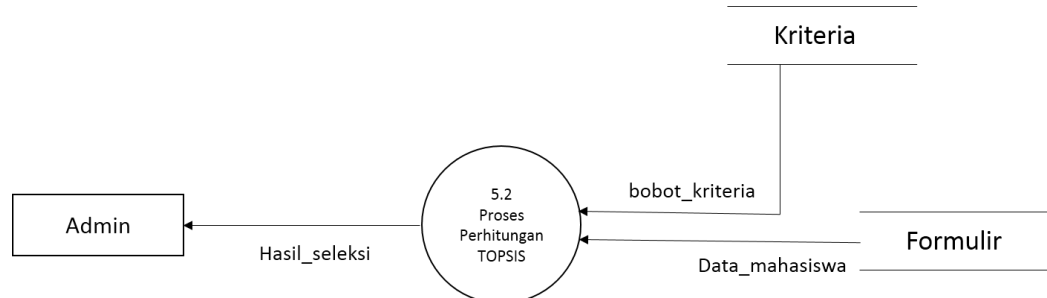 Kriteria
5.2
Proses
Perhitungan
TOPSIS
bobot_kriteria
Admin
Hasil_seleksi
Formulir
Data_mahasiswa